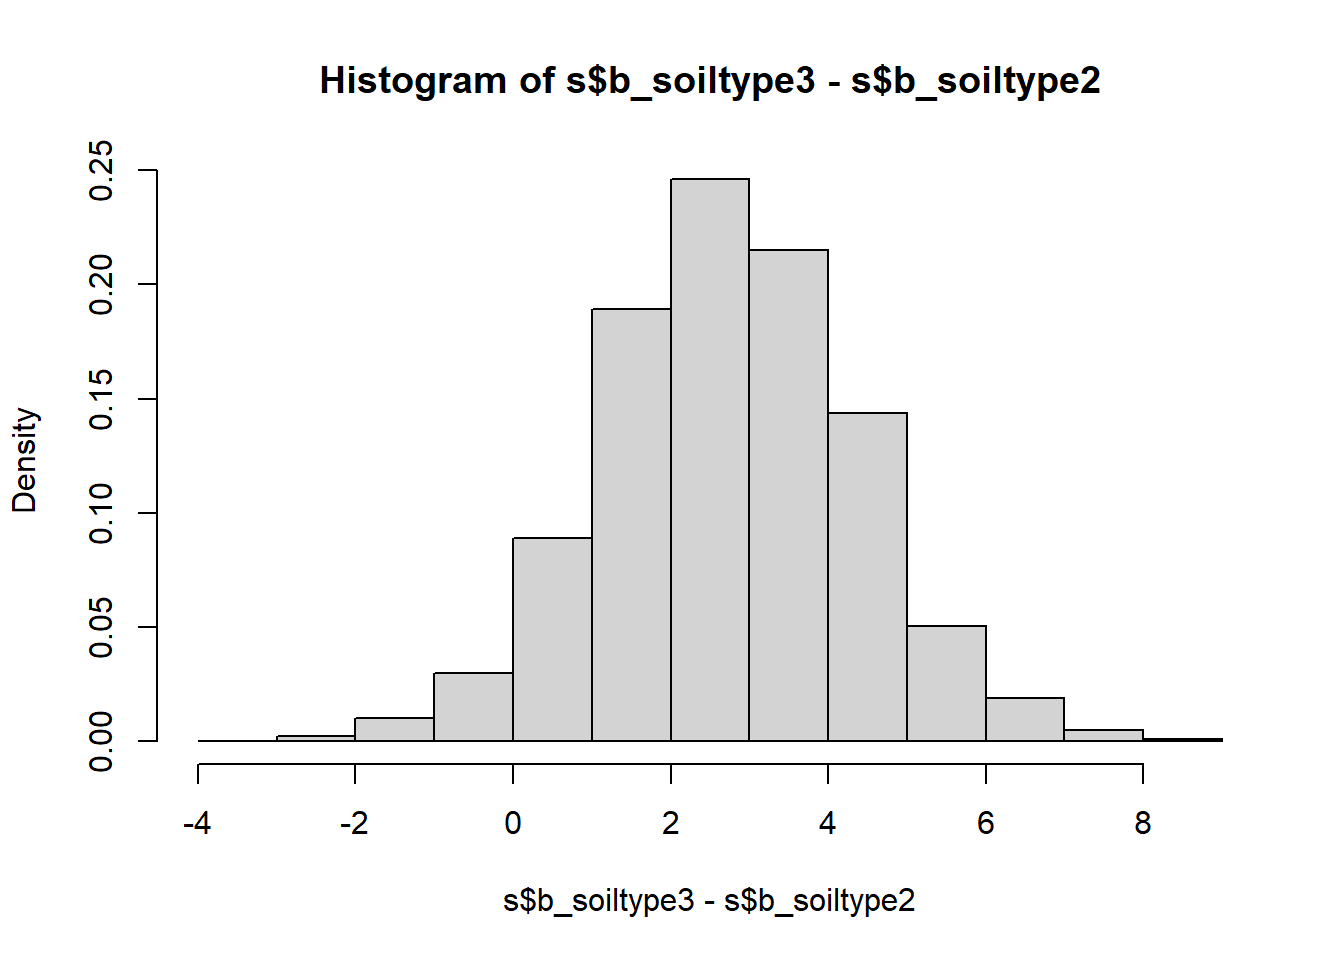 Histogram of s$b_soiltype3 - s$b_soiltype2
Density
0.25
0.20
0.15
0.10
0.05
0.00
-4 -2 0 2 4 6 8
s$b_soiltype3 - s$b_soiltype2